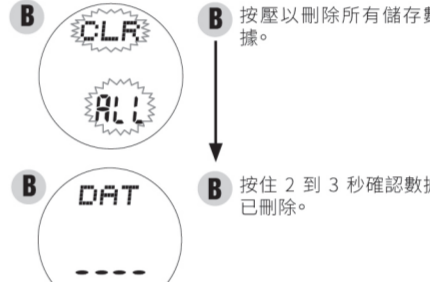 B
CLR
ALL
B 按壓以刪除所有儲存數
據。
B
DAT
----
B 按住 2 到 3 秒確認數據
已刪除。